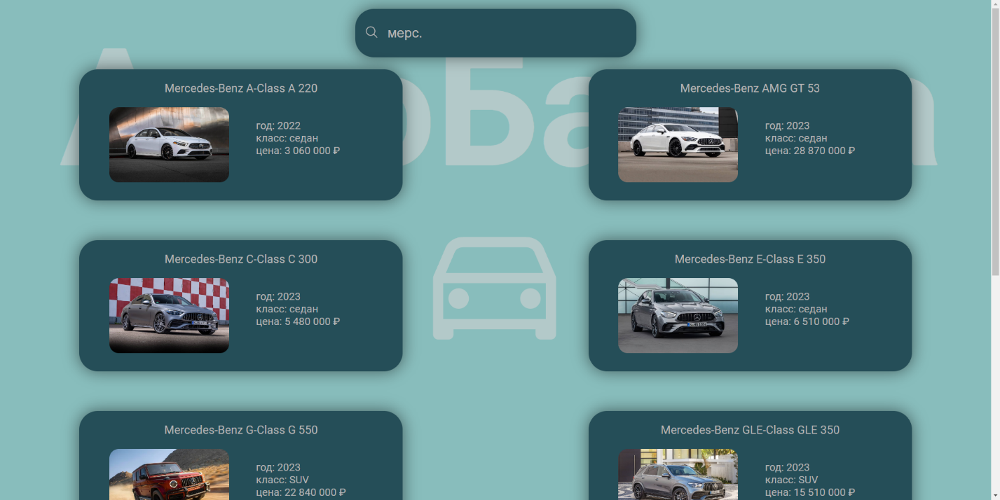 мерс.
Mercedes-Benz A-Class A 220
год: 2022
класс: седан
цена: 3 060 000 ₽
Mercedes-Benz AMG GT 53
год: 2023
класс: седан
цена: 28 870 000 ₽
Mercedes-Benz C-Class C 300
год: 2023
класс: седан
цена: 5 480 000 ₽
Mercedes-Benz E-Class E 350
год: 2023
класс: седан
цена: 6 510 000 ₽
Mercedes-Benz G-Class G 550
год: 2023
класс: SUV
цена: 22 840 000 ₽
Mercedes-Benz GLE-Class GLE 350
год: 2023
класс: SUV
цена: 15 510 000 ₽